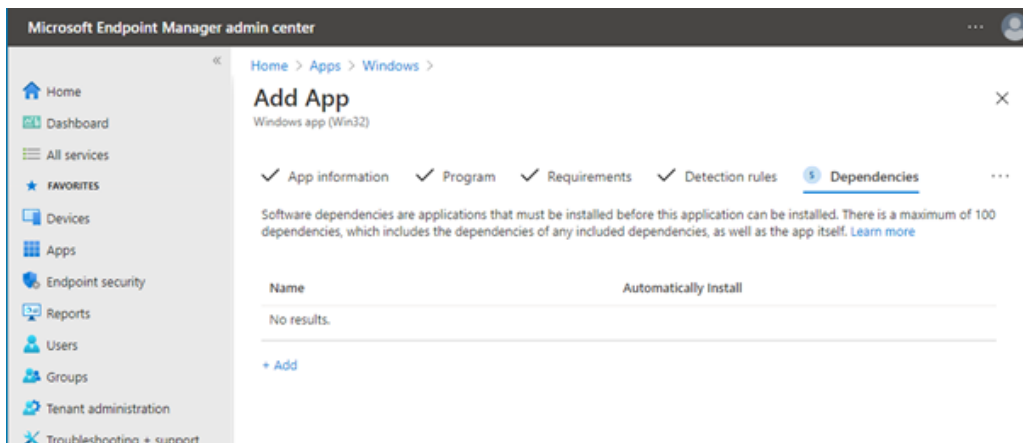 Microsoft Endpoint Manager admin center
...
«
Home > Apps > Windows >
Home
Dashboard
All services
FAVORITES
Devices
Apps
Endpoint security
Reports
Users
Groups
Tenant administration
Troubleshooting + support
Add App
Windows app (Win32)
App information
Program
Requirements
Detection rules
5 Dependencies
...
Software dependencies are applications that must be installed before this application can be installed. There is a maximum of 100
dependencies, which includes the dependencies of any included dependencies, as well as the app itself. Learn more
Name Automatically Install
No results.
+ Add